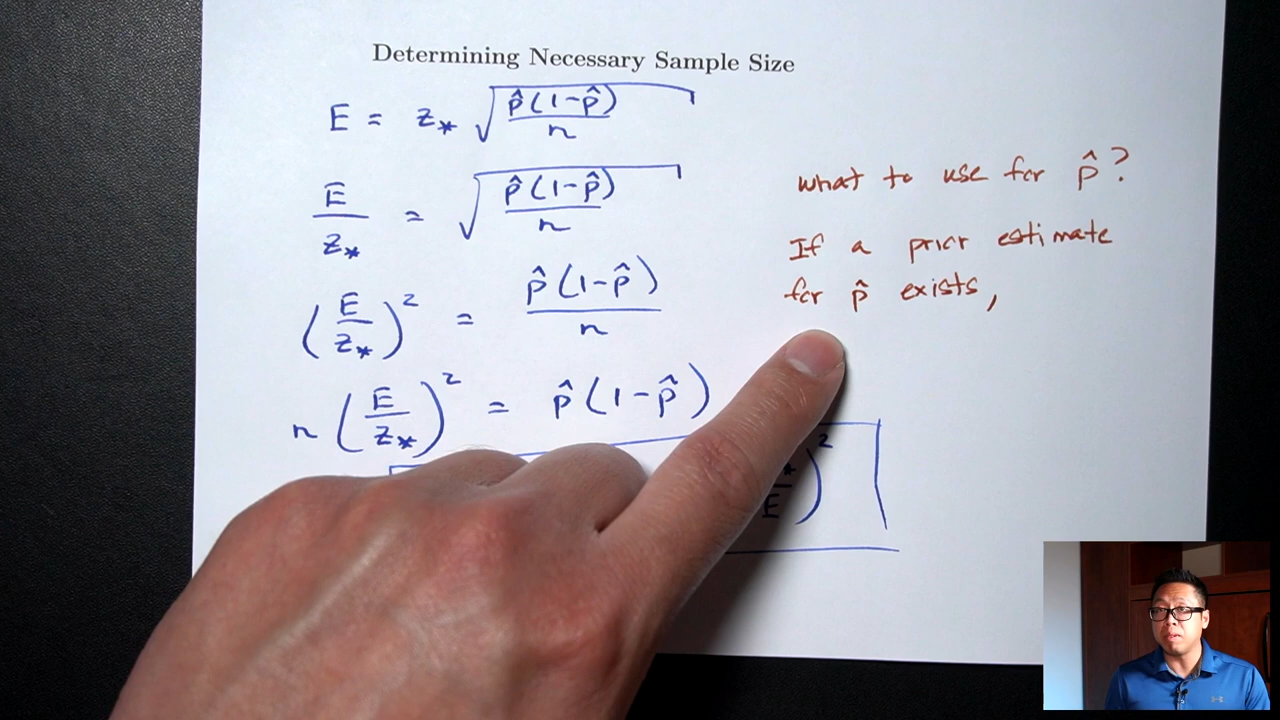 Determining Necessary Sample Size
E = z* √(p̂(1-p̂)/n)
E/z* = √(p̂(1-p̂)/n)
(E/z*)² = p̂(1-p̂)/n
n(E/z*)² = p̂(1-p̂)
*/E)²
what to use for p̂?
If a prior estimate
for p̂ exists,